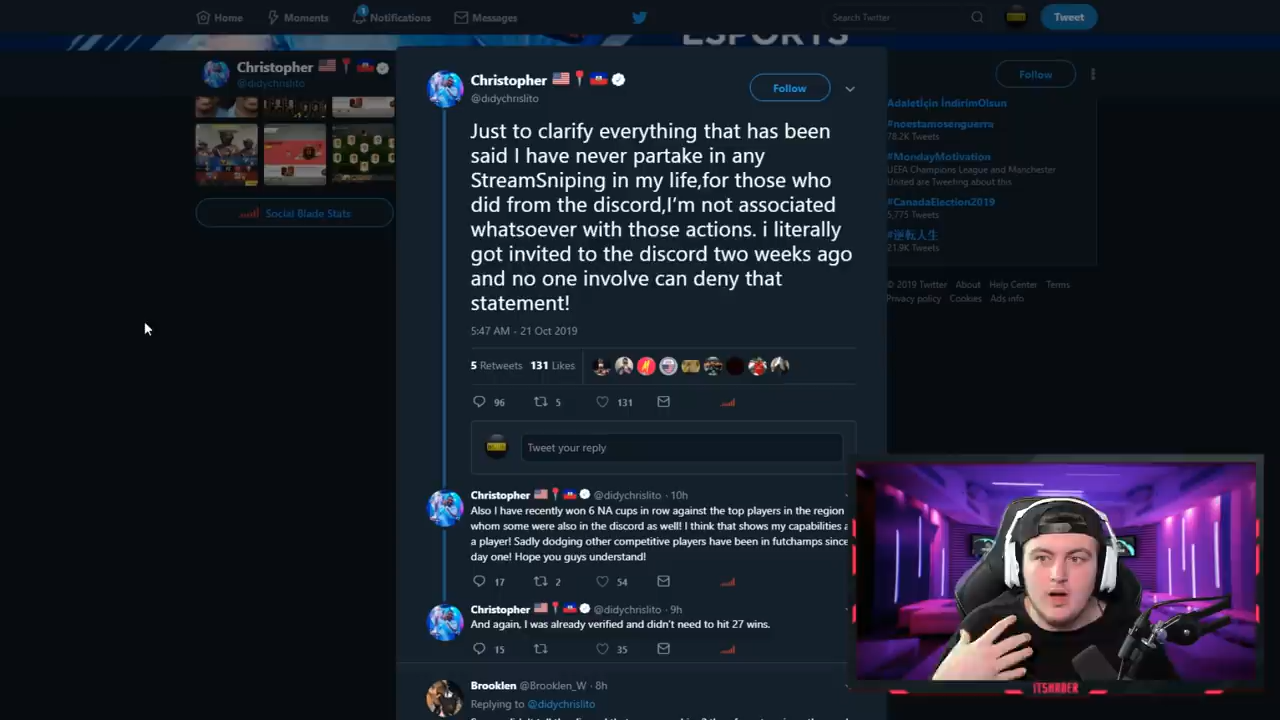 Home
Moments
1
Notifications
Messages
Search Twitter
Tweet
ESPORTS
Christopher
@didychrislito
Follow
Social Blade Stats
Christopher
@didychrislito
Follow
Just to clarify everything that has been
said I have never partake in any
StreamSniping in my life,for those who
did from the discord,I'm not associated
whatsoever with those actions. i literally
got invited to the discord two weeks ago
and no one involve can deny that
statement!
5:47 AM - 21 Oct 2019
5 Retweets 131 Likes
96 5 131
Tweet your reply
Christopher @didychrislito · 10h
Also I have recently won 6 NA cups in row against the top players in the region
whom some were also in the discord as well! I think that shows my capabilities a
a player! Sadly dodging other competitive players have been in futchamps since
day one! Hope you guys understand!
17 2 54
Christopher @didychrislito · 9h
And again, I was already verified and didn't need to hit 27 wins.
15 35
Brooklen @Brooklen_W · 8h
Replying to @didychrislito
Adaletİçin İndirimOlsun
#noestamosenguerra
78.2K Tweets
#MondayMotivation
UEFA Champions League and Manchester
United are Tweeting about this
#CanadaElection2019
5,775 Tweets
#逆転人生
21.9K Tweets
© 2019 Twitter About Help Center Terms
Privacy policy Cookies Ads info
ITSHABER